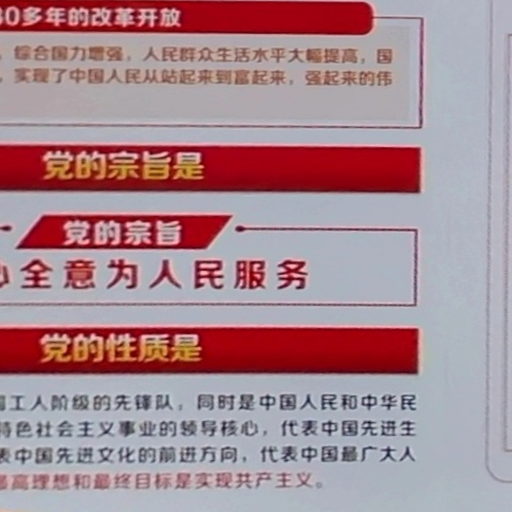 30多年的改革开放
，综合国力增强，人民群众生活水平大幅提高，国
，实现了中国人民从站起来到富起来，强起来的伟
党的宗旨是
党的宗旨
心全意为人民服务
党的性质是
国工人阶级的先锋队，同时是中国人民和中华民
特色社会主义事业的领导核心，代表中国先进生
表中国先进文化的前进方向，代表中国最广大人
最高理想和最终目标是实现共产主义。